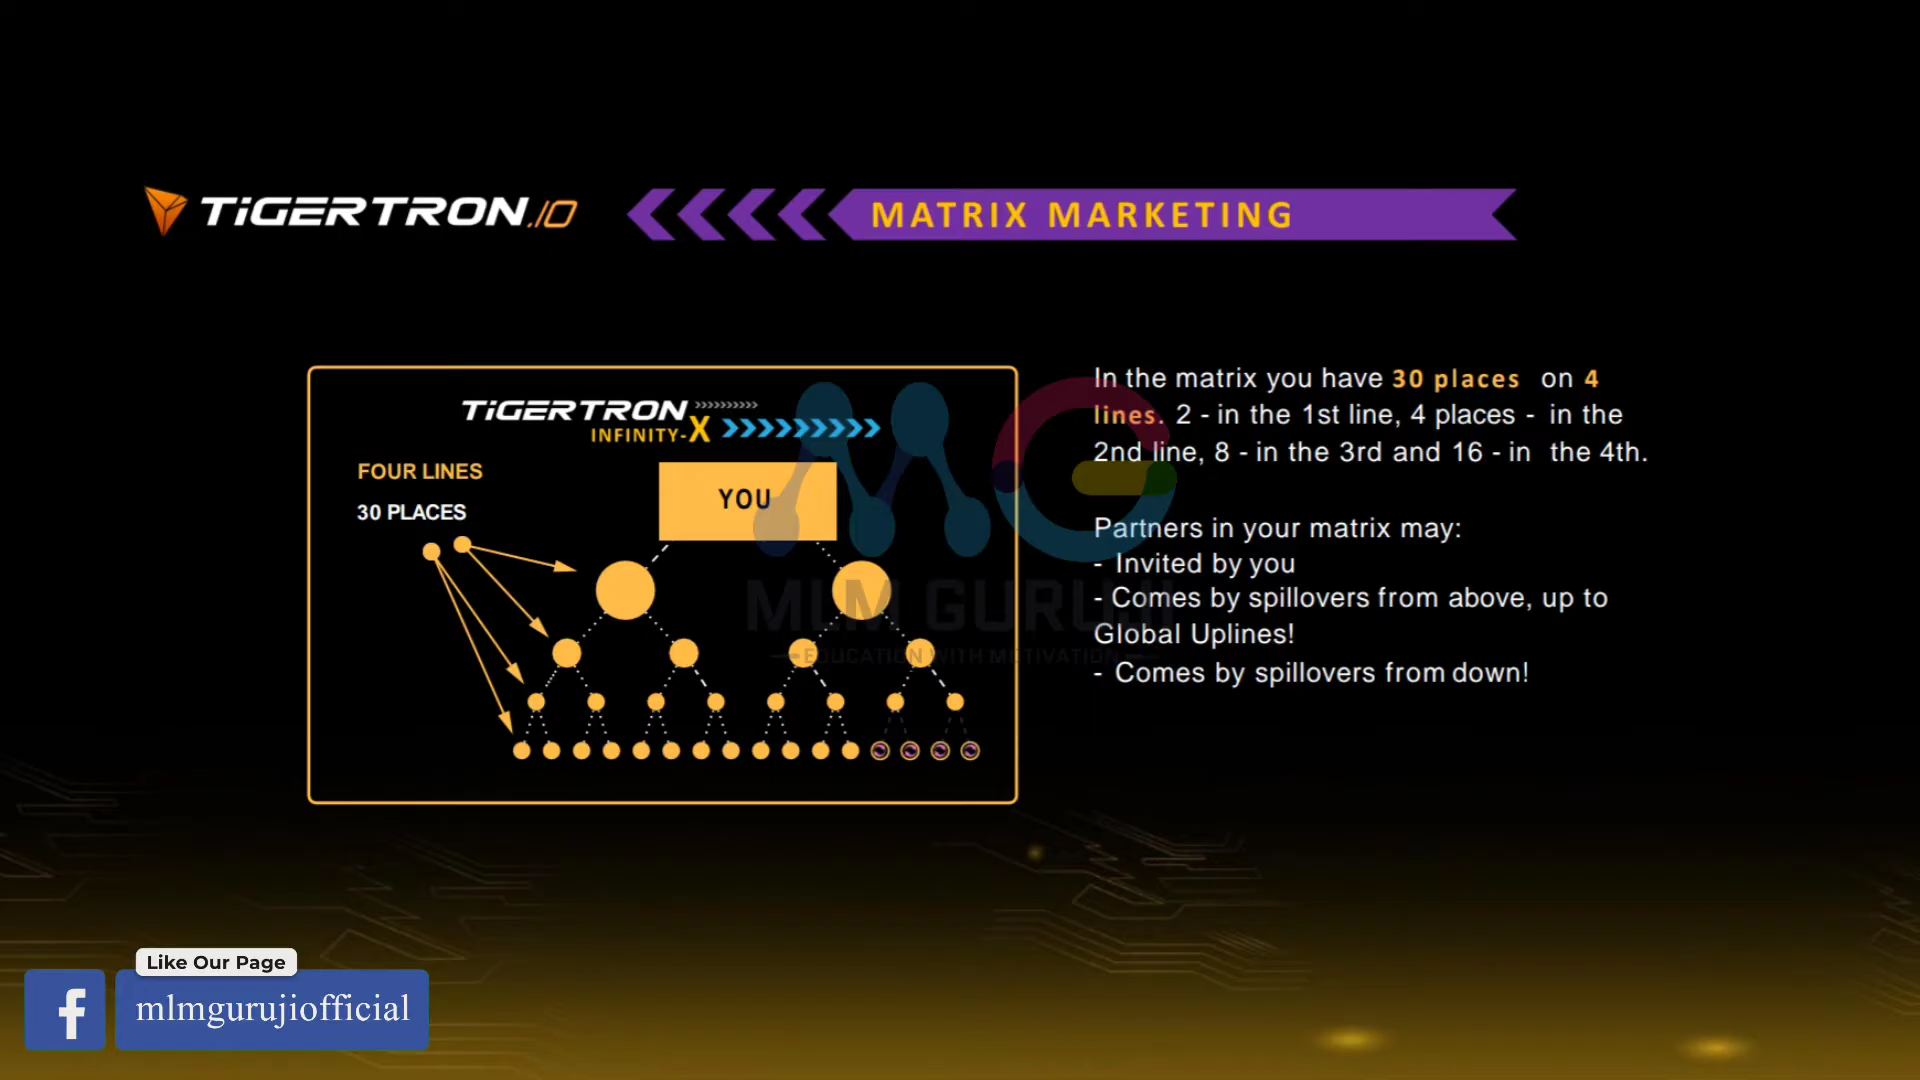 TiGERTRON.IO
MATRIX MARKETING
TiGERTRON
INFINITY-X
FOUR LINES
30 PLACES
YOU
In the matrix you have 30 places on 4
lines. 2 - in the 1st line, 4 places - in the
2nd line, 8 - in the 3rd and 16 - in the 4th.
Partners in your matrix may:
- Invited by you
- Comes by spillovers from above, up to
Global Uplines!
- Comes by spillovers from down!
MLM GURUJI
EDUCATION WITH MOTIVATION
Like Our Page
mlmgurujiofficial